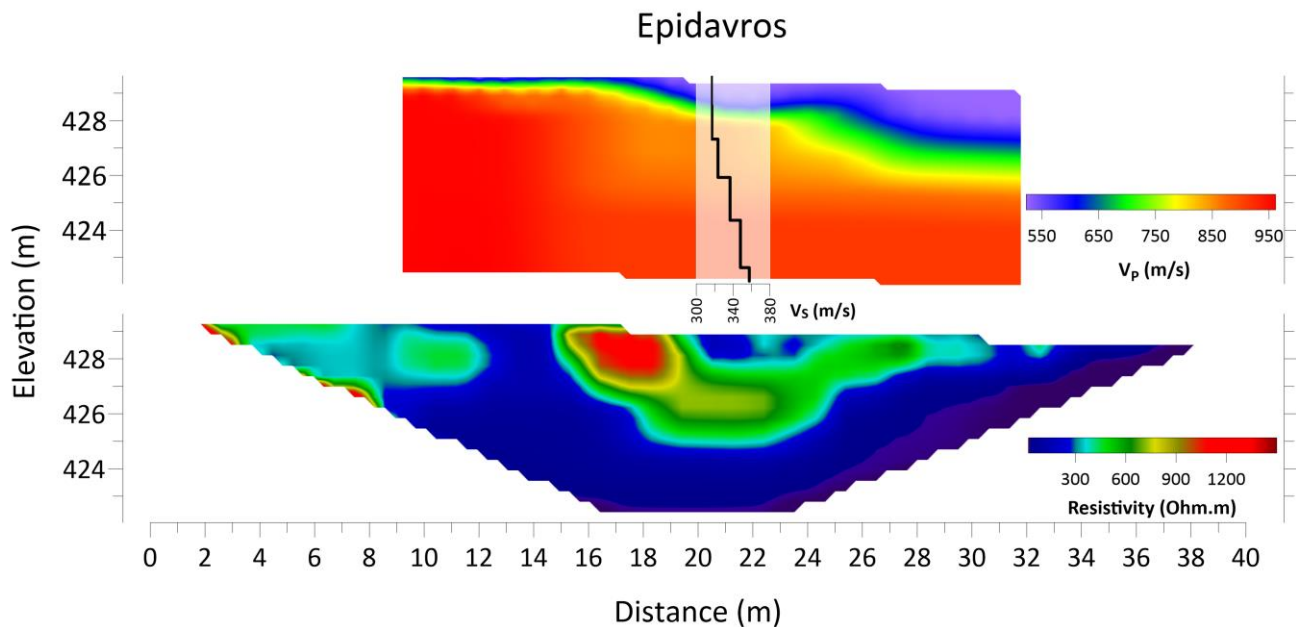 Epidavros
428
426
424
550 650 750 850 950
V_P (m/s)
300 340 380
V_S (m/s)
Elevation (m)
428
426
424
300 600 900 1200
Resistivity (Ohm.m)
0 2 4 6 8 10 12 14 16 18 20 22 24 26 28 30 32 34 36 38 40
Distance (m)